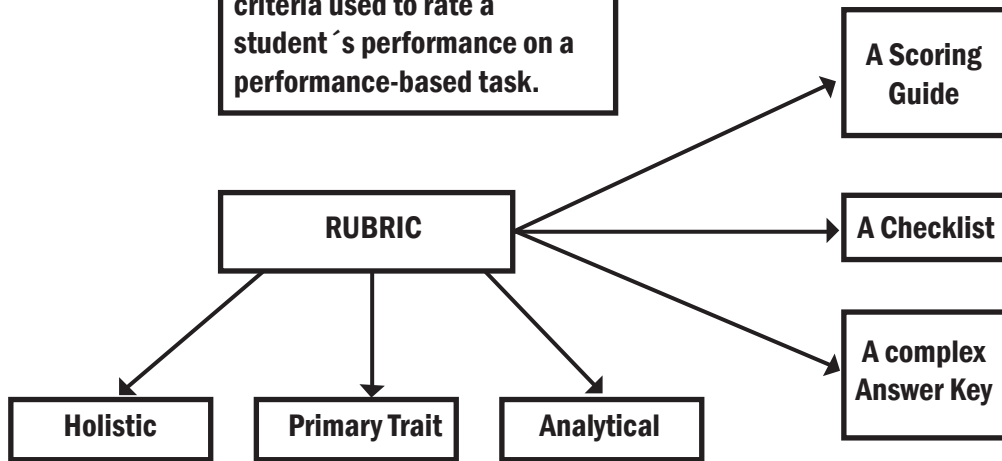 criteria used to rate a
student´s performance on a
performance-based task.
A Scoring
Guide
RUBRIC
A Checklist
A complex
Answer Key
Holistic
Primary Trait
Analytical